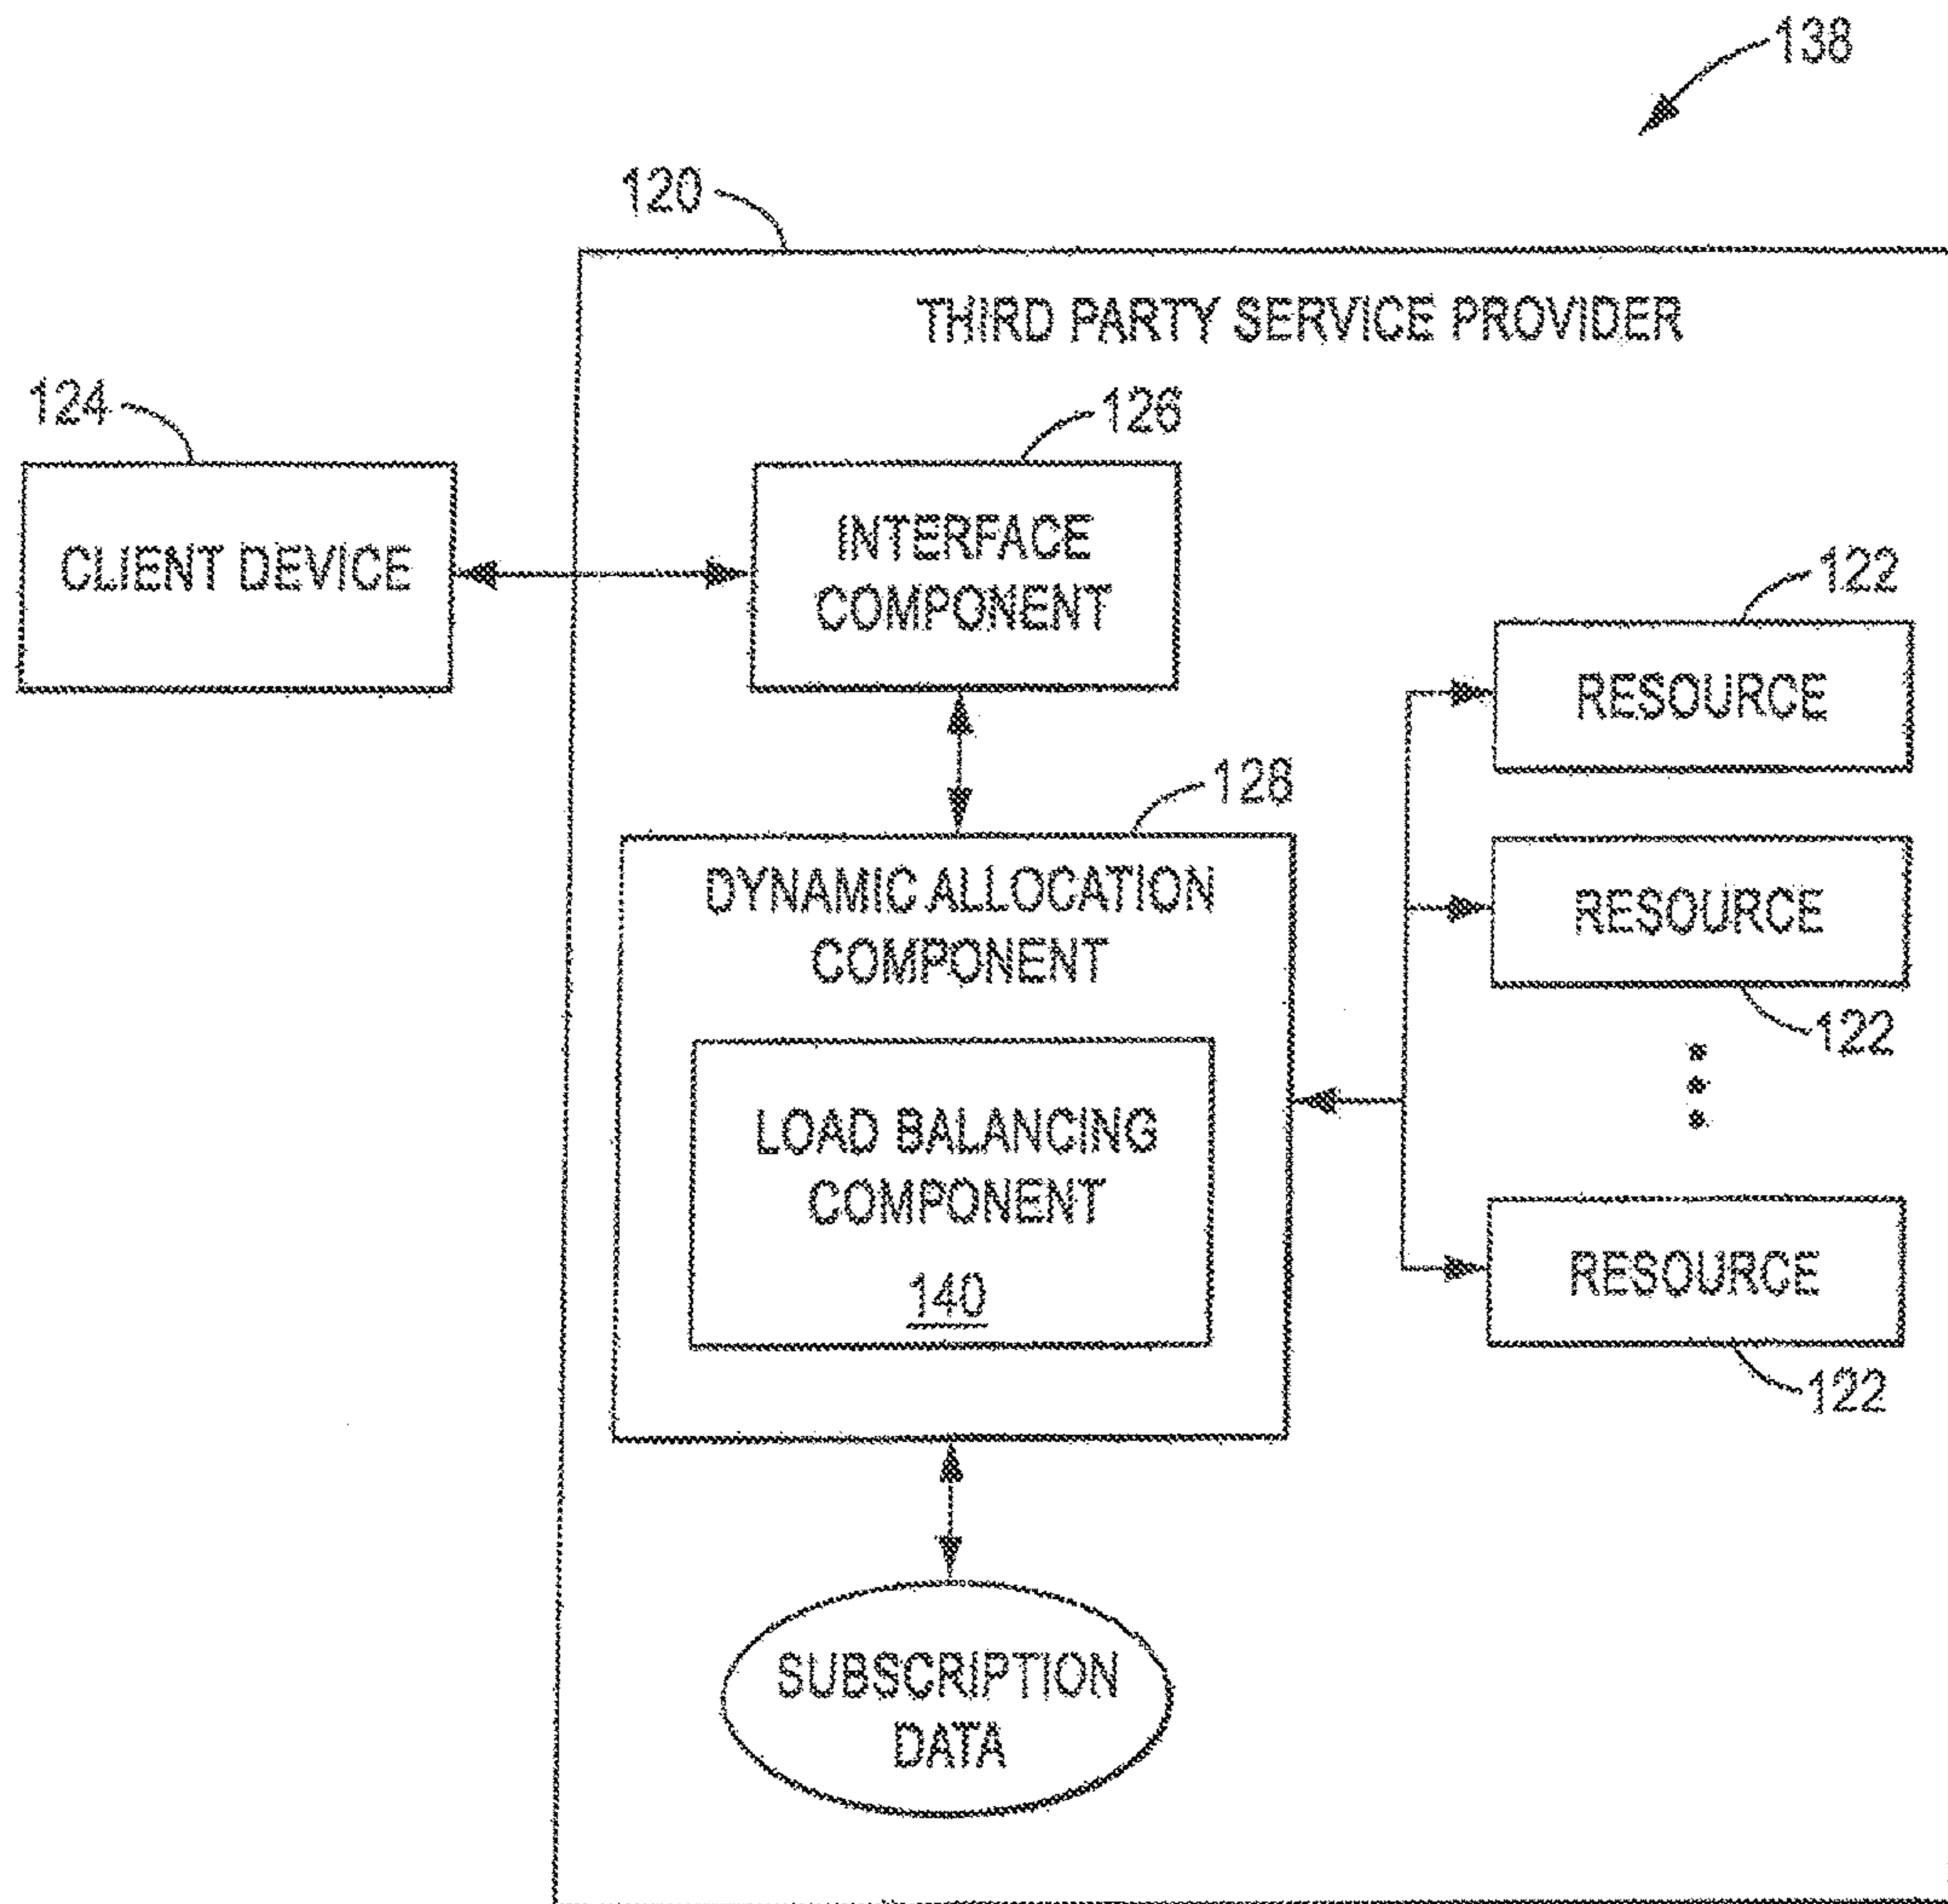 138
120
THIRD PARTY SERVICE PROVIDER
124
126
CLIENT DEVICE
INTERFACE
COMPONENT
122
RESOURCE
128
DYNAMIC ALLOCATION
COMPONENT
RESOURCE
122
LOAD BALANCING
COMPONENT
140
RESOURCE
122
SUBSCRIPTION
DATA